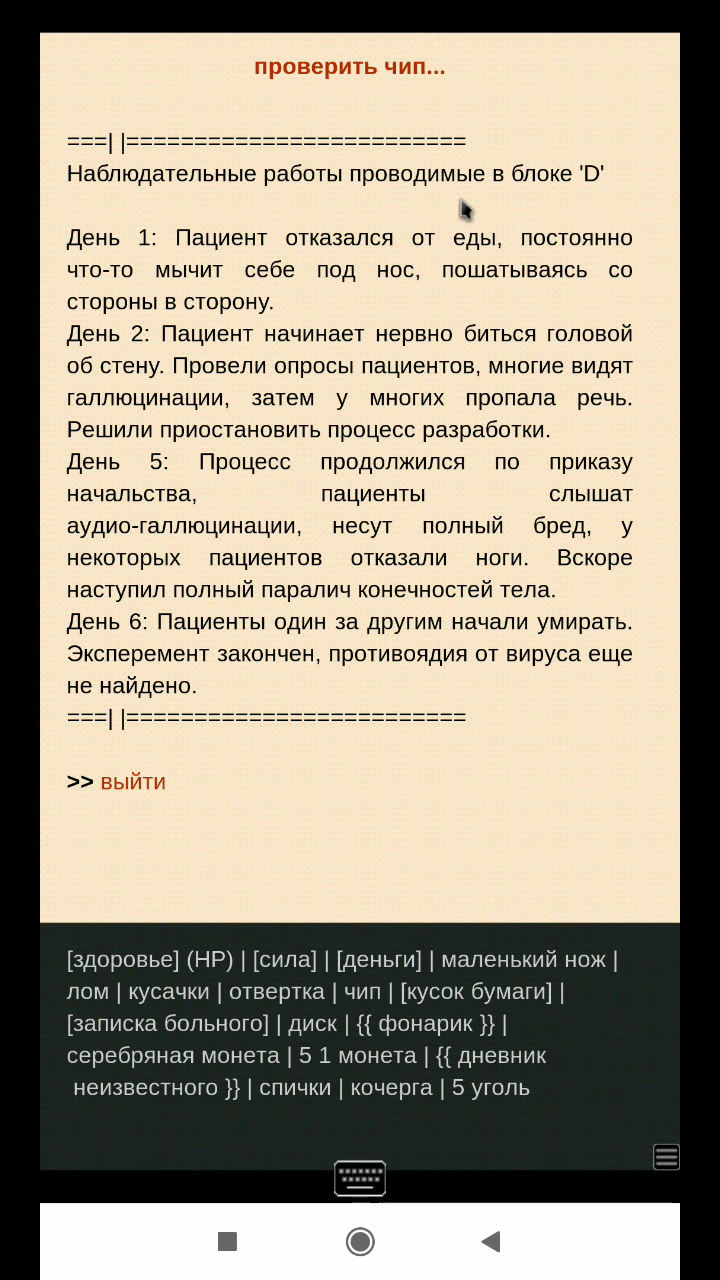 проверить чип...
===| |=========================
Наблюдательные работы проводимые в блоке 'D'
День 1: Пациент отказался от еды, постоянно
что-то мычит себе под нос, пошатываясь со
стороны в сторону.
День 2: Пациент начинает нервно биться головой
об стену. Провели опросы пациентов, многие видят
галлюцинации, затем у многих пропала речь.
Решили приостановить процесс разработки.
День 5: Процесс продолжился по приказу
начальства, пациенты слышат
аудио-галлюцинации, несут полный бред, у
некоторых пациентов отказали ноги. Вскоре
наступил полный паралич конечностей тела.
День 6: Пациенты один за другим начали умирать.
Эксперемент закончен, противоядия от вируса еще
не найдено.
===| |=========================
>> выйти
[здоровье] (HP) | [сила] | [деньги] | маленький нож |
лом | кусачки | отвертка | чип | [кусок бумаги] |
[записка больного] | диск | {{ фонарик }} |
серебряная монета | 5 1 монета | {{ дневник
неизвестного }} | спички | кочерга | 5 уголь